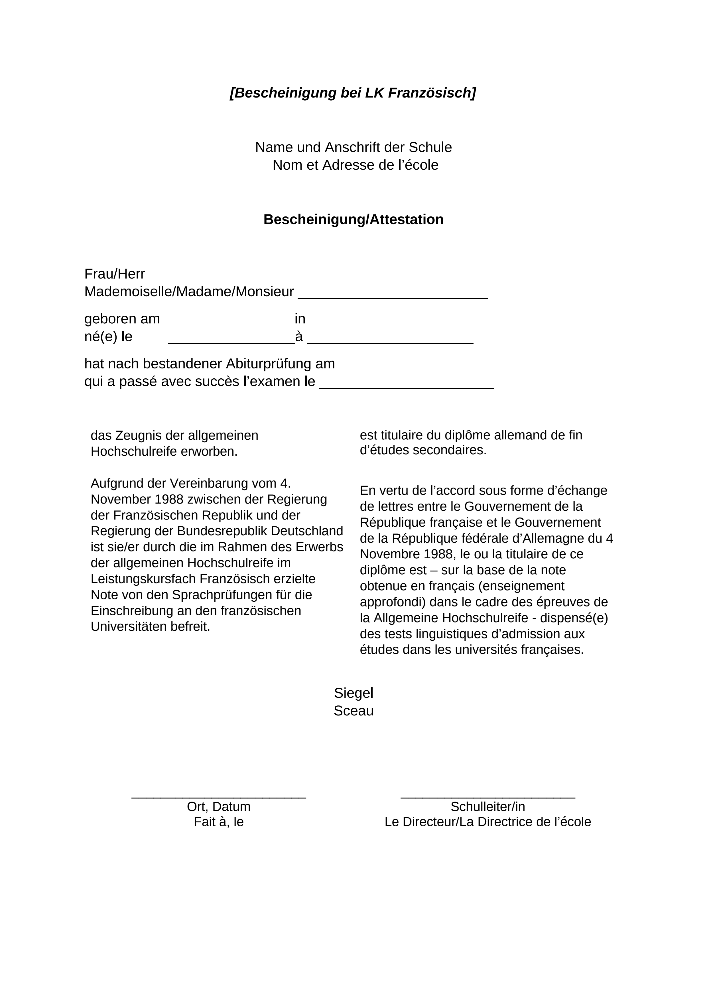 [Bescheinigung bei LK Französisch]
Name und Anschrift der Schule
Nom et Adresse de l’école
Bescheinigung/Attestation
Frau/Herr
Mademoiselle/Madame/Monsieur
geboren am in
né(e) le à
hat nach bestandener Abiturprüfung am
qui a passé avec succès l’examen le
das Zeugnis der allgemeinen
Hochschulreife erworben.
Aufgrund der Vereinbarung vom 4.
November 1988 zwischen der Regierung
der Französischen Republik und der
Regierung der Bundesrepublik Deutschland
ist sie/er durch die im Rahmen des Erwerbs
der allgemeinen Hochschulreife im
Leistungskursfach Französisch erzielte
Note von den Sprachprüfungen für die
Einschreibung an den französischen
Universitäten befreit.
est titulaire du diplôme allemand de fin
d’études secondaires.
En vertu de l’accord sous forme d’échange
de lettres entre le Gouvernement de la
République française et le Gouvernement
de la République fédérale d’Allemagne du 4
Novembre 1988, le ou la titulaire de ce
diplôme est – sur la base de la note
obtenue en français (enseignement
approfondi) dans le cadre des épreuves de
la Allgemeine Hochschulreife - dispensé(e)
des tests linguistiques d’admission aux
études dans les universités françaises.
Siegel
Sceau
Ort, Datum
Fait à, le
Schulleiter/in
Le Directeur/La Directrice de l’école